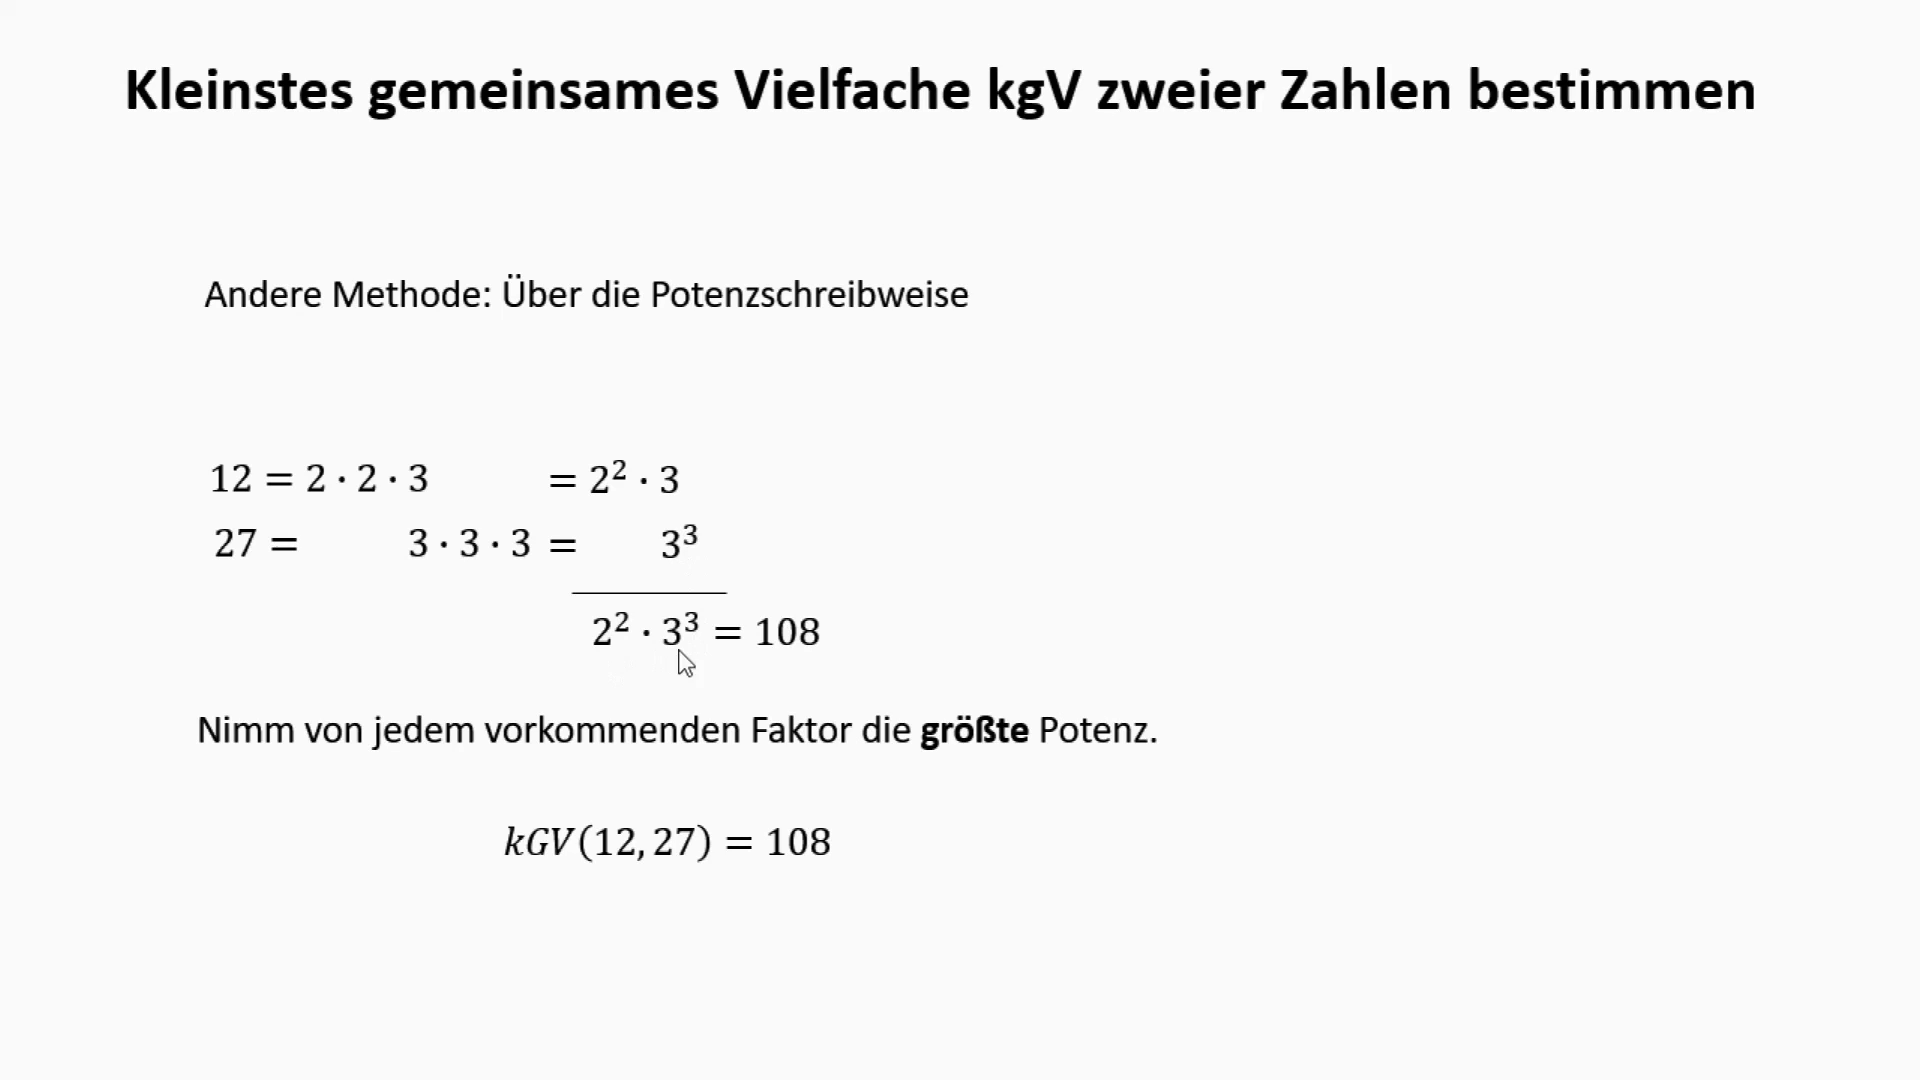 Kleinstes gemeinsames Vielfache kgV zweier Zahlen bestimmen
Andere Methode: Über die Potenzschreibweise
12 = 2 · 2 · 3 = 2² · 3
27 = 3 · 3 · 3 = 3³
2² · 3³ = 108
Nimm von jedem vorkommenden Faktor die größte Potenz.
kGV(12, 27) = 108